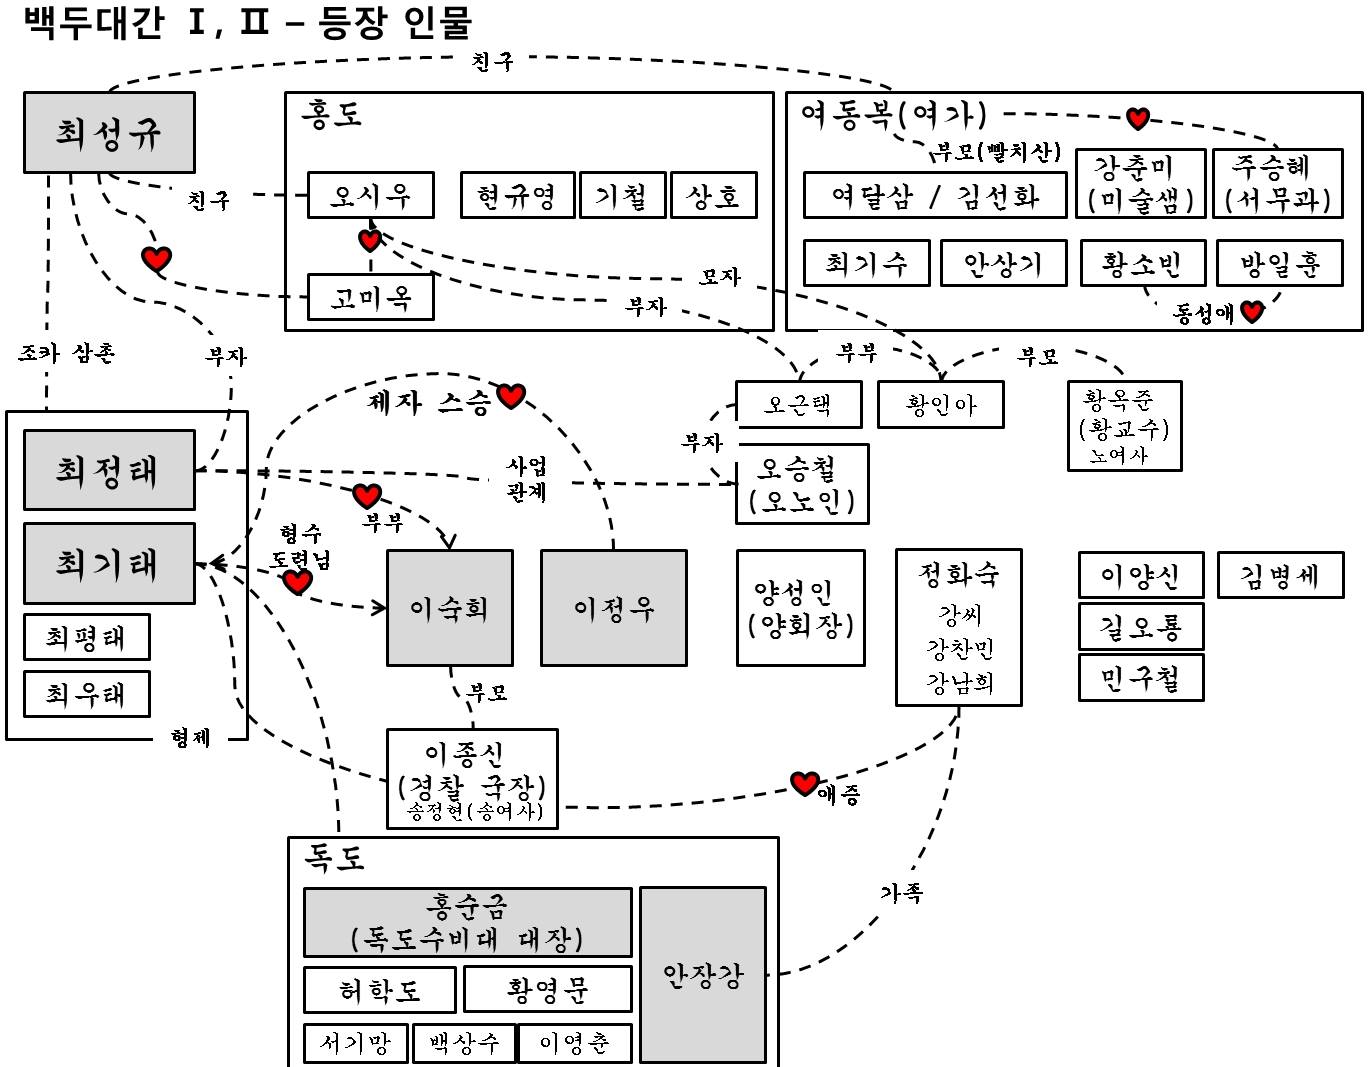 백두대간 Ⅰ, Ⅱ – 등장 인물
친구
최성규
홍도
여동복(여가)
부모(빨치산)
친구
오시우
현규영
기철
상호
여달삼 / 김선화
강춘미
(미술샘)
주승혜
(서무과)
고미옥
모자
부자
최기수
안상기
황소빈
방일훈
동성애
조카 삼촌
부자
부부
부모
제자 스승
오근택
황인아
황옥준
(황교수)
노여사
부자
최정태
사업
관계
오승철
(오노인)
부부
형수
도련님
최기태
이숙희
이정우
양성인
(양회장)
정화숙
강씨
강찬민
강남희
이양신
김병세
길오룡
민구철
최평태
최우태
형제
부모
이종신
(경찰 국장)
송정현(송여사)
애증
가족
독도
홍순금
(독도수비대 대장)
안장강
허학도
황영문
서기망
백상수
이영춘